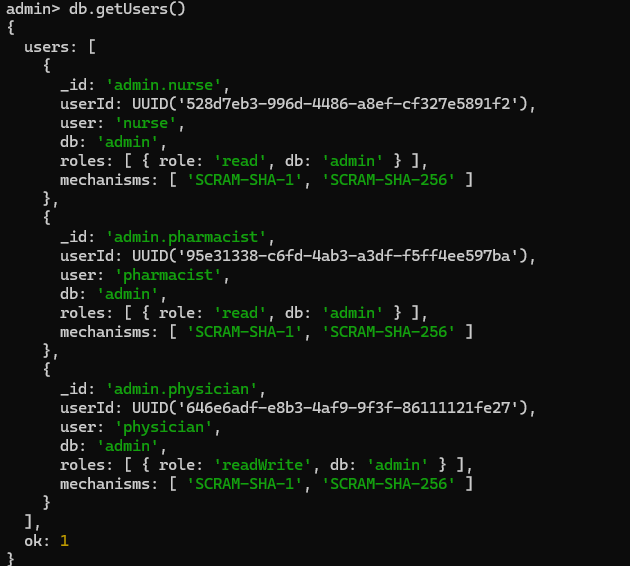 admin> db.getUsers()
{
  users: [
    {
      _id: 'admin.nurse',
      userId: UUID('528d7eb3-996d-4486-a8ef-cf327e5891f2'),
      user: 'nurse',
      db: 'admin',
      roles: [ { role: 'read', db: 'admin' } ],
      mechanisms: [ 'SCRAM-SHA-1', 'SCRAM-SHA-256' ]
    },
    {
      _id: 'admin.pharmacist',
      userId: UUID('95e31338-c6fd-4ab3-a3df-f5ff4ee597ba'),
      user: 'pharmacist',
      db: 'admin',
      roles: [ { role: 'read', db: 'admin' } ],
      mechanisms: [ 'SCRAM-SHA-1', 'SCRAM-SHA-256' ]
    },
    {
      _id: 'admin.physician',
      userId: UUID('646e6adf-e8b3-4af9-9f3f-86111121fe27'),
      user: 'physician',
      db: 'admin',
      roles: [ { role: 'readWrite', db: 'admin' } ],
      mechanisms: [ 'SCRAM-SHA-1', 'SCRAM-SHA-256' ]
    }
  ],
  ok: 1
}